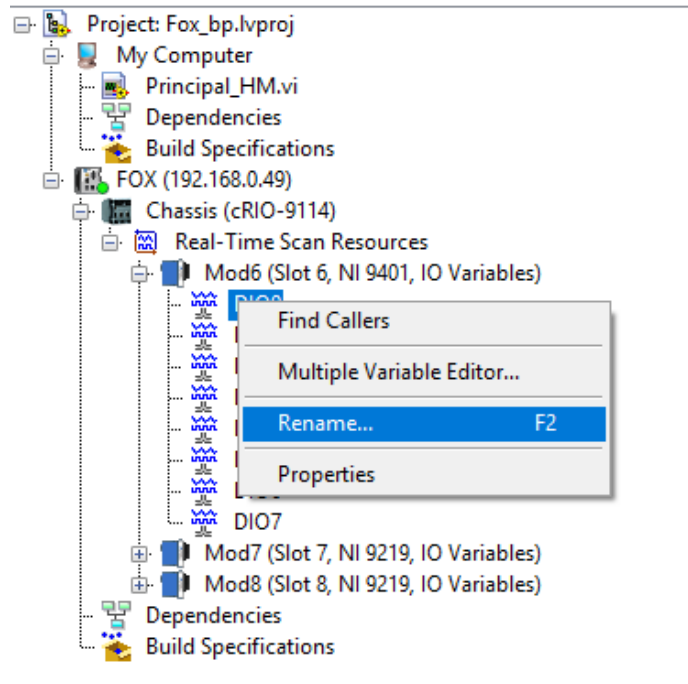 Project: Fox_bp.lvproj
My Computer
Principal_HM.vi
Dependencies
Build Specifications
FOX (192.168.0.49)
Chassis (cRIO-9114)
Real-Time Scan Resources
Mod6 (Slot 6, NI 9401, IO Variables)
Find Callers
Multiple Variable Editor...
Rename... F2
Properties
DIO7
Mod7 (Slot 7, NI 9219, IO Variables)
Mod8 (Slot 8, NI 9219, IO Variables)
Dependencies
Build Specifications